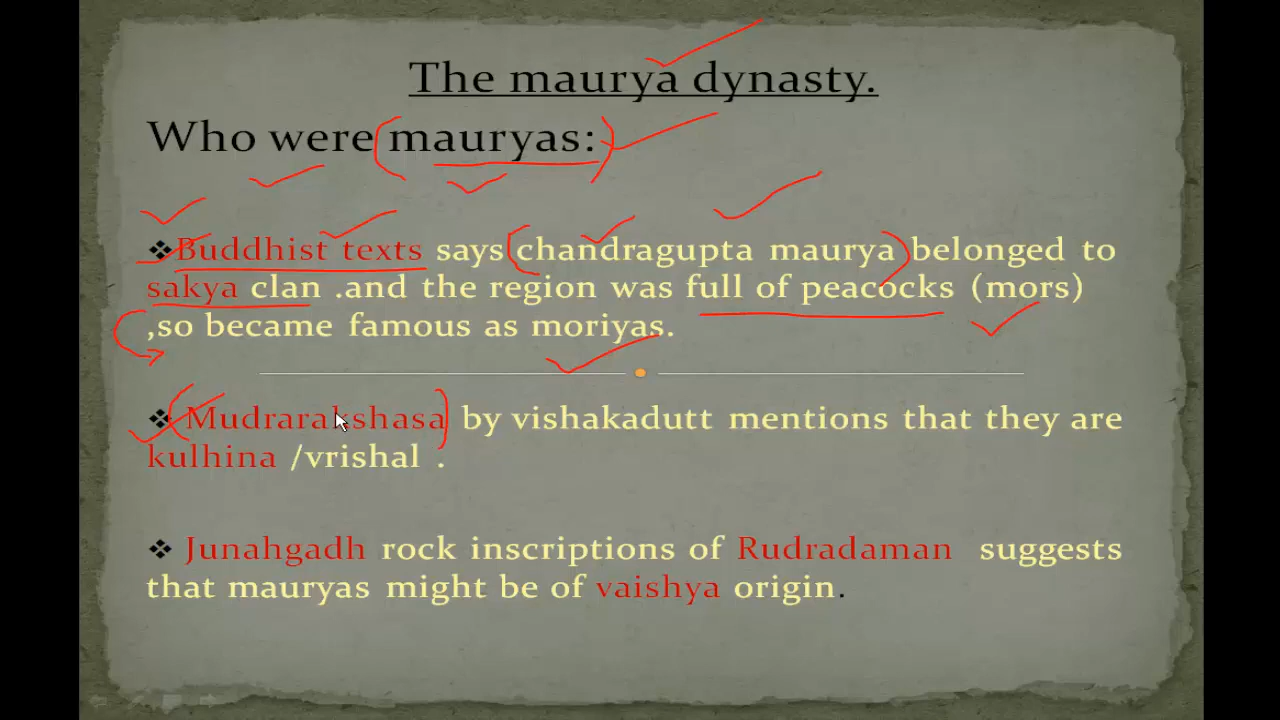 The maurya dynasty.
Who were mauryas:
Buddhist texts says chandragupta maurya belonged to
sakya clan .and the region was full of peacocks (mors)
,so became famous as moriyas.
Mudrarakshasa by vishakadutt mentions that they are
kulhina /vrishal .
Junahgadh rock inscriptions of Rudradaman suggests
that mauryas might be of vaishya origin.